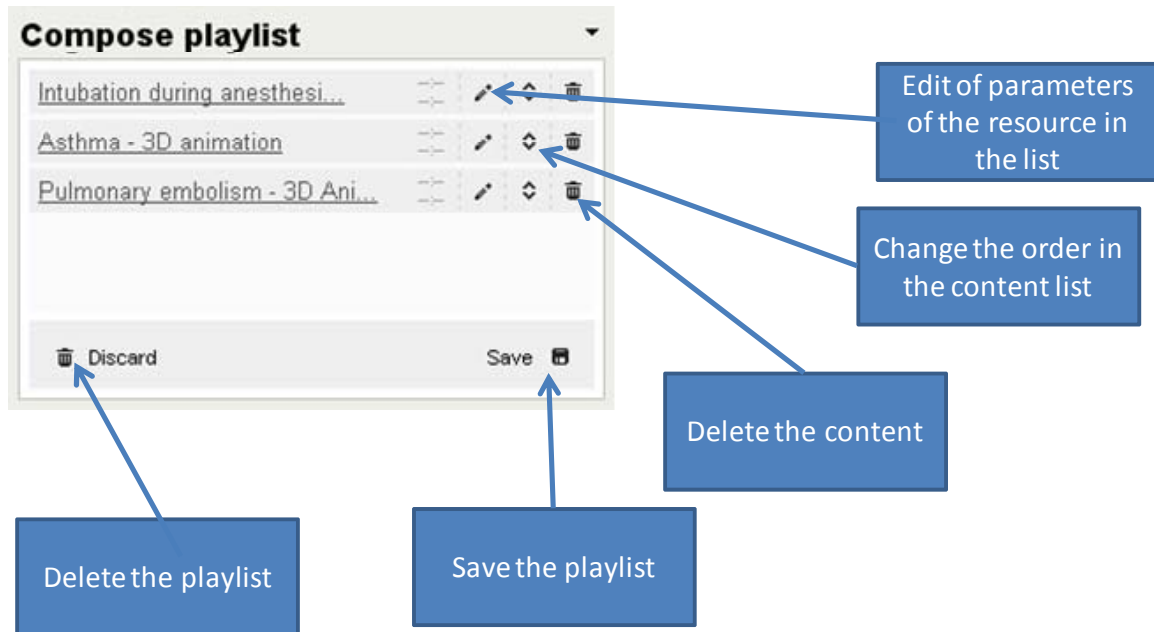 Compose playlist
Intubation during anesthesi...
Asthma - 3D animation
Pulmonary embolism - 3D Ani...
Discard
Save
Edit of parameters
of the resource in
the list
Change the order in
the content list
Delete the content
Save the playlist
Delete the playlist